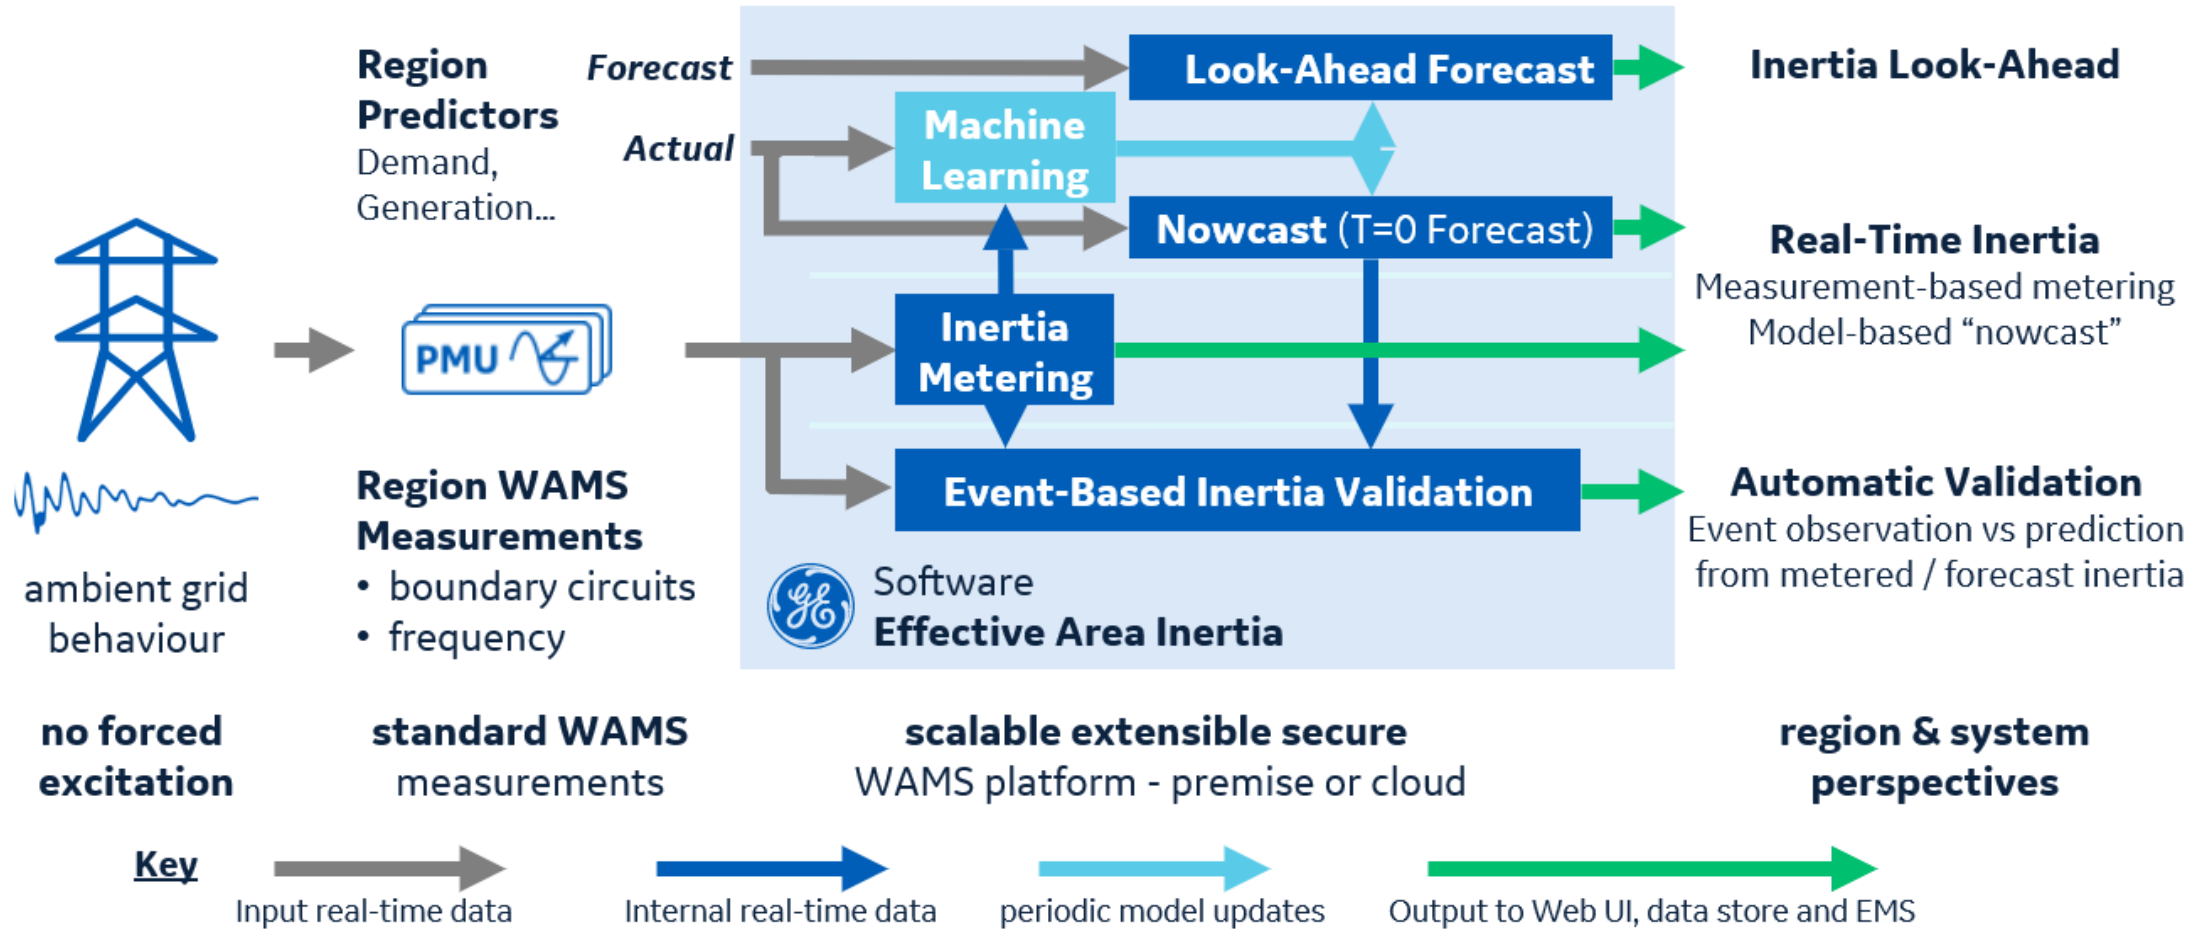 Region
Predictors
Demand,
Generation...
Forecast
Actual
Look-Ahead Forecast
Machine
Learning
Nowcast (T=0 Forecast)
Inertia
Metering
Event-Based Inertia Validation
Inertia Look-Ahead
Real-Time Inertia
Measurement-based metering
Model-based “nowcast”
Automatic Validation
Event observation vs prediction
from metered / forecast inertia
PMU
Region WAMS
Measurements
• boundary circuits
• frequency
ambient grid
behaviour
GE
Software
Effective Area Inertia
no forced
excitation
standard WAMS
measurements
scalable extensible secure
WAMS platform - premise or cloud
region & system
perspectives
Key
Input real-time data
Internal real-time data
periodic model updates
Output to Web UI, data store and EMS